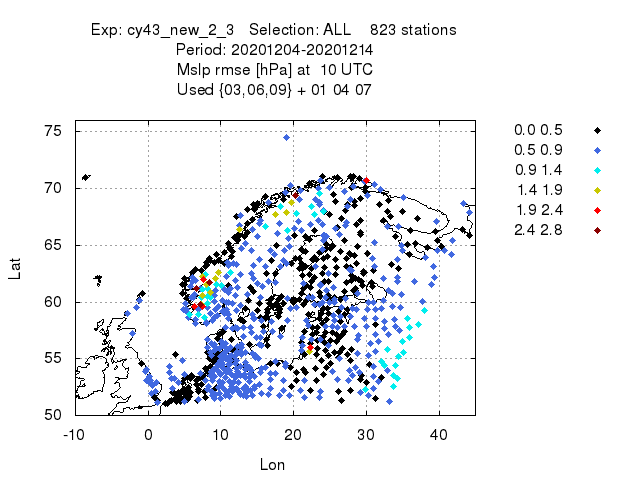 Exp: cy43_new_2_3   Selection: ALL    823 stations
Period: 20201204-20201214
Mslp rmse [hPa] at  10 UTC
Used {03,06,09} + 01 04 07
75
70
65
60
55
50
-10 0 10 20 30 40
Lat
Lon
0.0 0.5
0.5 0.9
0.9 1.4
1.4 1.9
1.9 2.4
2.4 2.8